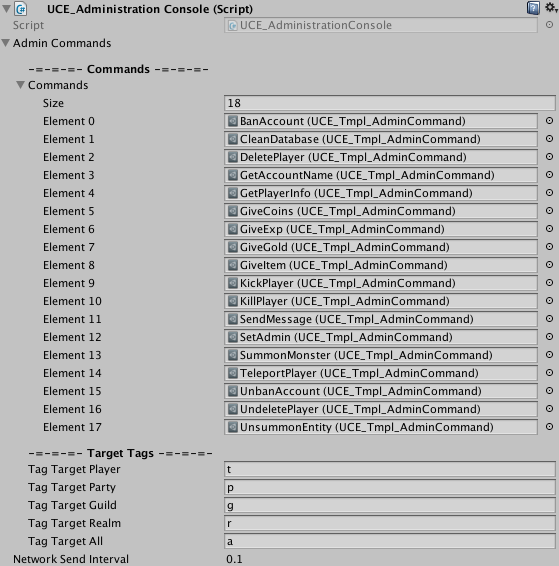 UCE_Administration Console (Script)
Script UCE_AdministrationConsole
Admin Commands
-=-=-=- Commands -=-=-=-
Commands
Size 18
Element 0 BanAccount (UCE_Tmpl_AdminCommand)
Element 1 CleanDatabase (UCE_Tmpl_AdminCommand)
Element 2 DeletePlayer (UCE_Tmpl_AdminCommand)
Element 3 GetAccountName (UCE_Tmpl_AdminCommand)
Element 4 GetPlayerInfo (UCE_Tmpl_AdminCommand)
Element 5 GiveCoins (UCE_Tmpl_AdminCommand)
Element 6 GiveExp (UCE_Tmpl_AdminCommand)
Element 7 GiveGold (UCE_Tmpl_AdminCommand)
Element 8 GiveItem (UCE_Tmpl_AdminCommand)
Element 9 KickPlayer (UCE_Tmpl_AdminCommand)
Element 10 KillPlayer (UCE_Tmpl_AdminCommand)
Element 11 SendMessage (UCE_Tmpl_AdminCommand)
Element 12 SetAdmin (UCE_Tmpl_AdminCommand)
Element 13 SummonMonster (UCE_Tmpl_AdminCommand)
Element 14 TeleportPlayer (UCE_Tmpl_AdminCommand)
Element 15 UnbanAccount (UCE_Tmpl_AdminCommand)
Element 16 UndeletePlayer (UCE_Tmpl_AdminCommand)
Element 17 UnsummonEntity (UCE_Tmpl_AdminCommand)
-=-=-=- Target Tags -=-=-=-
Tag Target Player t
Tag Target Party p
Tag Target Guild g
Tag Target Realm r
Tag Target All a
Network Send Interval 0.1